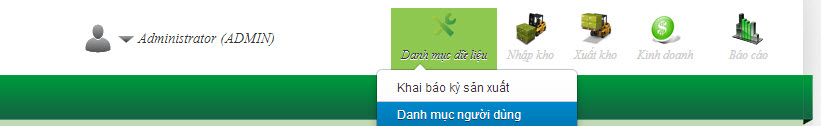 Administrator (ADMIN)
Danh mục dữ liệu
Nhập kho
Xuất kho
Kinh doanh
Báo cáo
Khai báo kỳ sản xuất
Danh mục người dùng